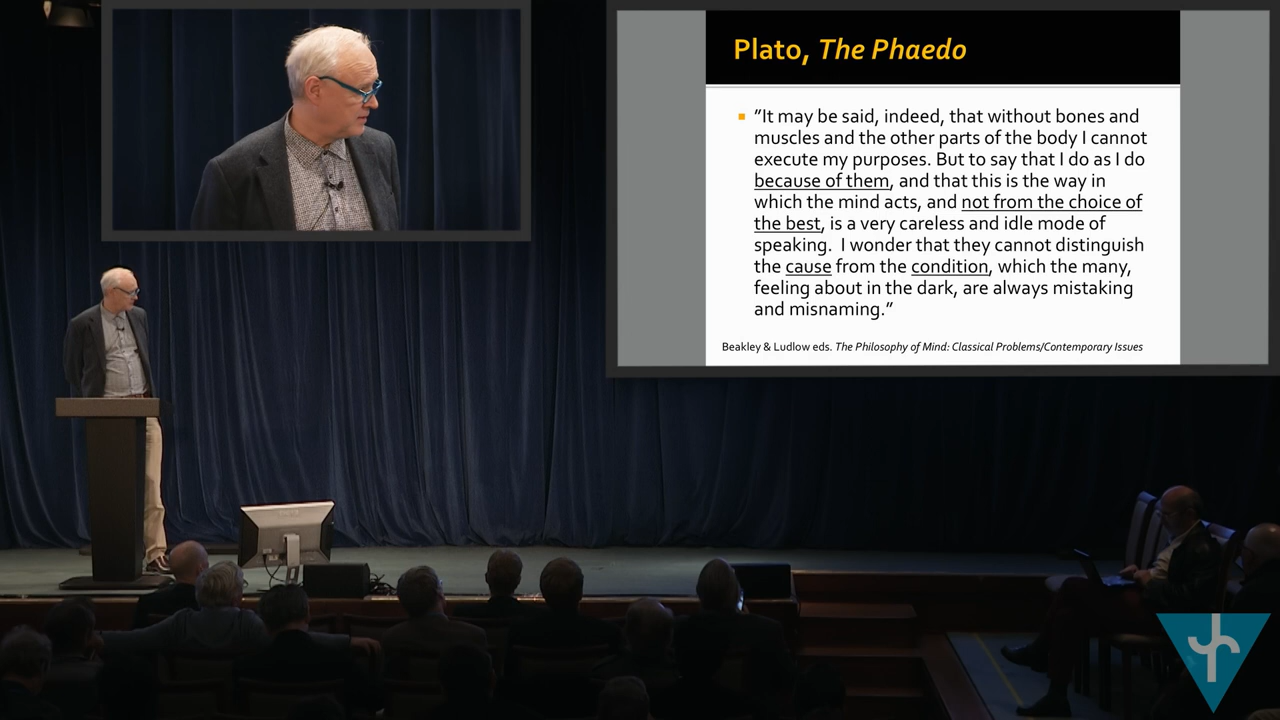 Plato, The Phaedo
"It may be said, indeed, that without bones and
muscles and the other parts of the body I cannot
execute my purposes. But to say that I do as I do
because of them, and that this is the way in
which the mind acts, and not from the choice of
the best, is a very careless and idle mode of
speaking.  I wonder that they cannot distinguish
the cause from the condition, which the many,
feeling about in the dark, are always mistaking
and misnaming."
Beakley & Ludlow eds. The Philosophy of Mind: Classical Problems/Contemporary Issues